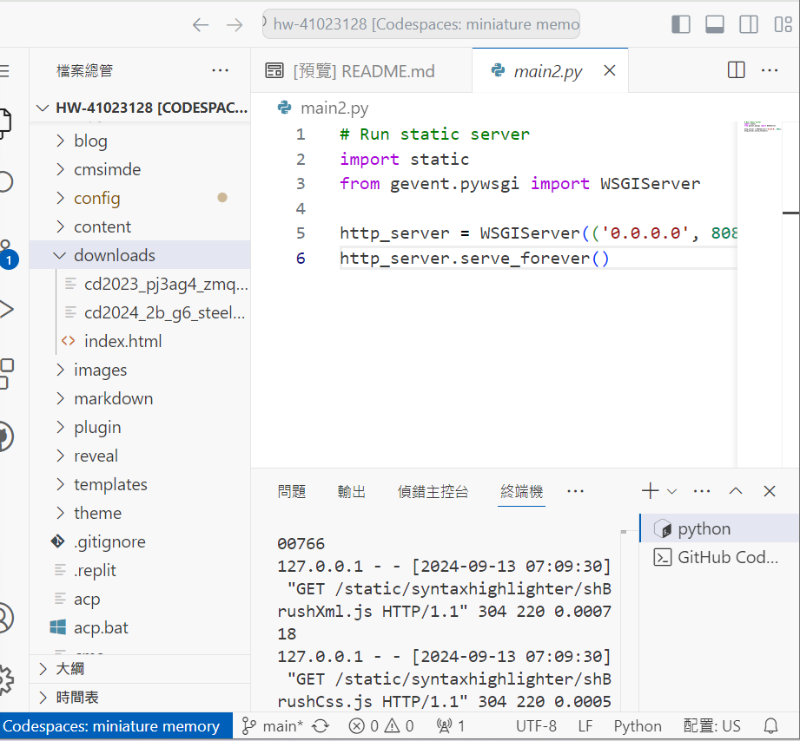 hw-41023128 [Codespaces: miniature memo
檔案總管 ···
HW-41023128 [CODESPAC...
blog
cmsimde
config
content
downloads
cd2023_pj3ag4_zmq...
cd2024_2b_g6_steel...
index.html
images
markdown
plugin
reveal
templates
theme
.gitignore
.replit
acp
acp.bat
大綱
時間表
1
[預覽] README.md
main2.py
main2.py
1 # Run static server
2 import static
3 from gevent.pywsgi import WSGIServer
4
5 http_server = WSGIServer(('0.0.0.0', 808
6 http_server.serve_forever()
問題 輸出 偵錯主控台 終端機 ···
00766
127.0.0.1 - - [2024-09-13 07:09:30]
"GET /static/syntaxhighlighter/shB
rushXml.js HTTP/1.1" 304 220 0.0007
18
127.0.0.1 - - [2024-09-13 07:09:30]
"GET /static/syntaxhighlighter/shB
rushCss.js HTTP/1.1" 304 220 0.0005
python
GitHub Cod...
Codespaces: miniature memory main* 0 0 1 UTF-8 LF Python 配置: US